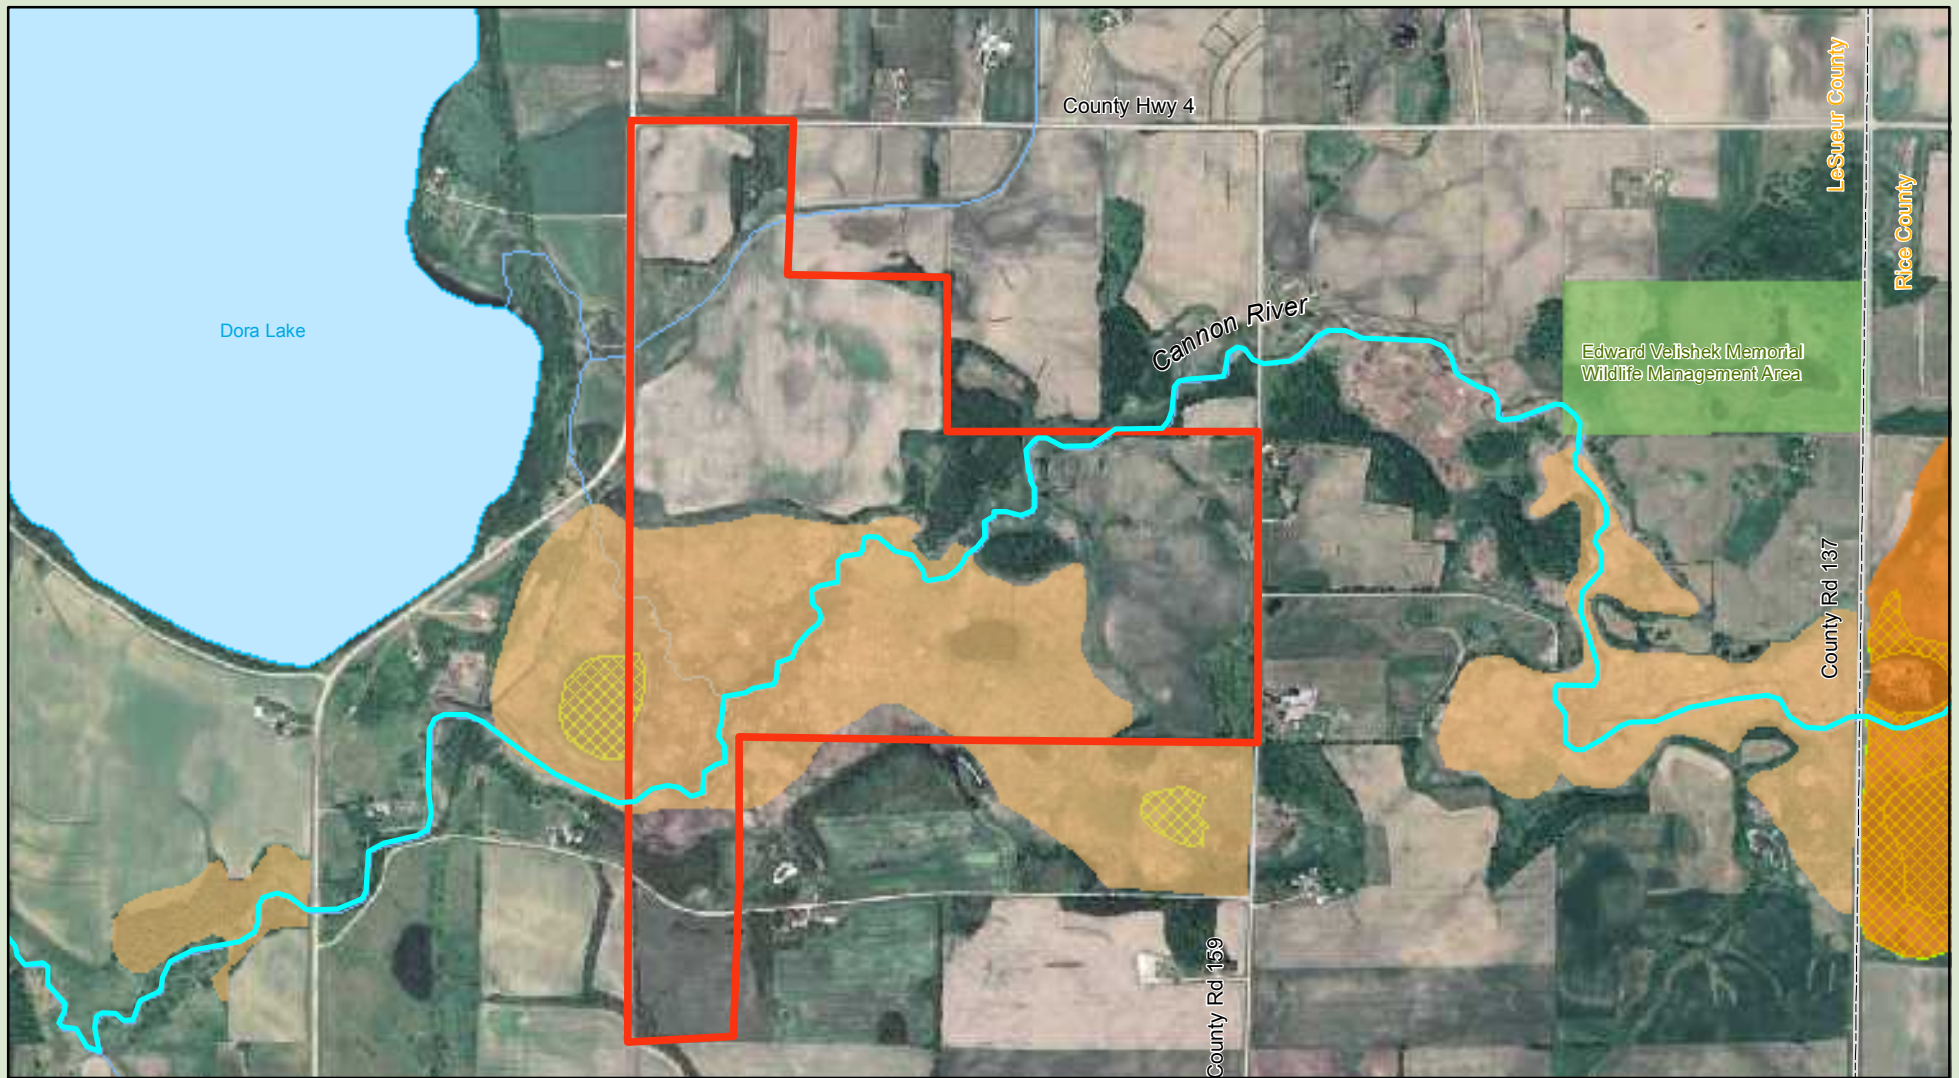 County Hwy 4
LeSueur County
Rice County
Cannon River
Dora Lake
Edward Velishek Memorial
Wildlife Management Area
County Rd 137
County Rd 159